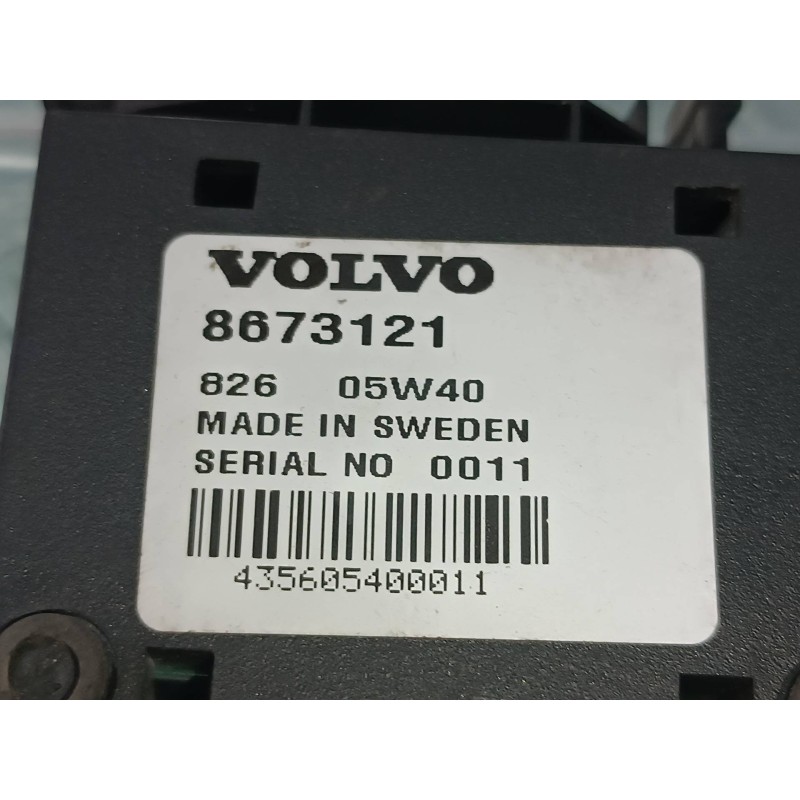 VOLVO
8673121
826 05W40
MADE IN SWEDEN
SERIAL NO 0011
435605400011